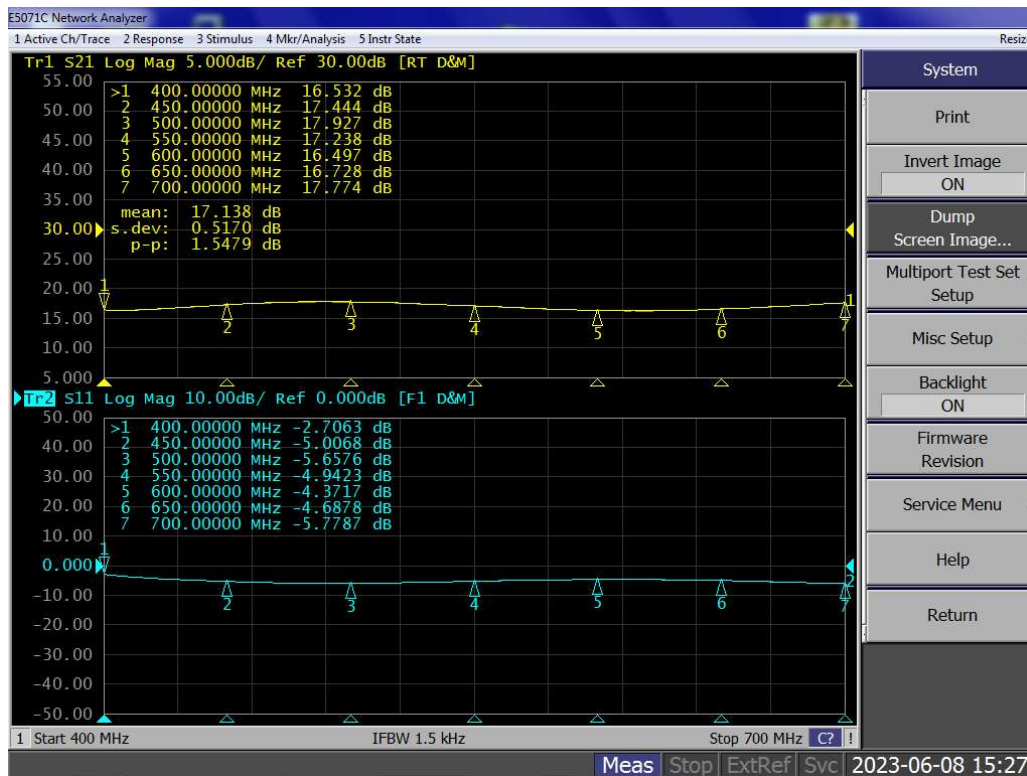 E5071C Network Analyzer
1 Active Ch/Trace 2 Response 3 Stimulus 4 Mkr/Analysis 5 Instr State
Resiz
Tr1 S21 Log Mag 5.000dB/ Ref 30.00dB [RT D&M]
55.00
50.00
45.00
40.00
35.00
30.00
25.00
20.00
15.00
10.00
5.000
>1 400.00000 MHz 16.532 dB
2 450.00000 MHz 17.444 dB
3 500.00000 MHz 17.927 dB
4 550.00000 MHz 17.238 dB
5 600.00000 MHz 16.497 dB
6 650.00000 MHz 16.728 dB
7 700.00000 MHz 17.774 dB
mean: 17.138 dB
s.dev: 0.5170 dB
p-p: 1.5479 dB
1
2
3
4
5
6
7
1
Tr2 S11 Log Mag 10.00dB/ Ref 0.000dB [F1 D&M]
50.00
40.00
30.00
20.00
10.00
0.000
-10.00
-20.00
-30.00
-40.00
-50.00
>1 400.00000 MHz -2.7063 dB
2 450.00000 MHz -5.0068 dB
3 500.00000 MHz -5.6576 dB
4 550.00000 MHz -4.9423 dB
5 600.00000 MHz -4.3717 dB
6 650.00000 MHz -4.6878 dB
7 700.00000 MHz -5.7787 dB
1
2
3
4
5
6
7
2
1 Start 400 MHz IFBW 1.5 kHz Stop 700 MHz C? !
Meas Stop ExtRef Svc 2023-06-08 15:27
System
Print
Invert Image
ON
Dump
Screen Image...
Multiport Test Set
Setup
Misc Setup
Backlight
ON
Firmware
Revision
Service Menu
Help
Return